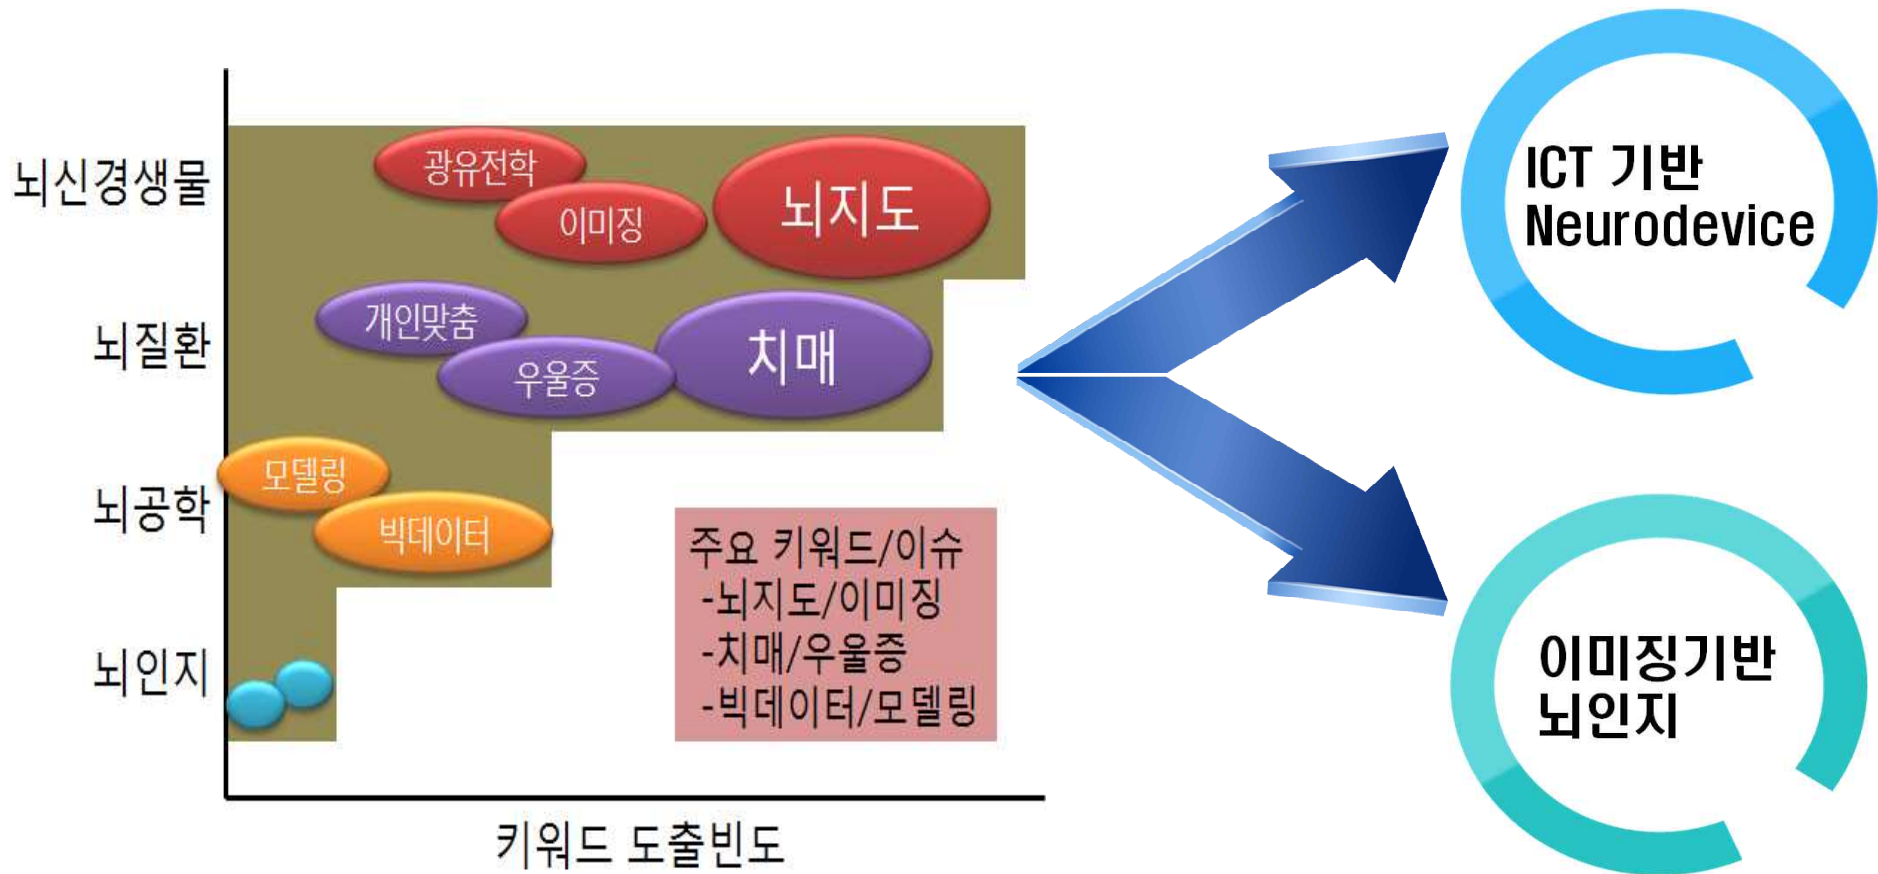 뇌신경생물
광유전학
이미징
뇌지도
뇌질환
개인맞춤
우울증
치매
뇌공학
모델링
빅데이터
뇌인지
주요 키워드/이슈
-뇌지도/이미징
-치매/우울증
-빅데이터/모델링
키워드 도출빈도
ICT 기반
Neurodevice
이미징기반
뇌인지